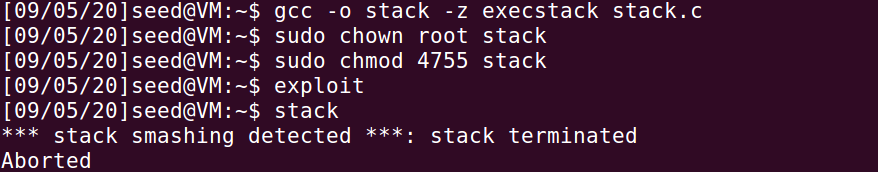 [09/05/20]seed@VM:~$ gcc -o stack -z execstack stack.c
[09/05/20]seed@VM:~$ sudo chown root stack
[09/05/20]seed@VM:~$ sudo chmod 4755 stack
[09/05/20]seed@VM:~$ exploit
[09/05/20]seed@VM:~$ stack
*** stack smashing detected ***: stack terminated
Aborted